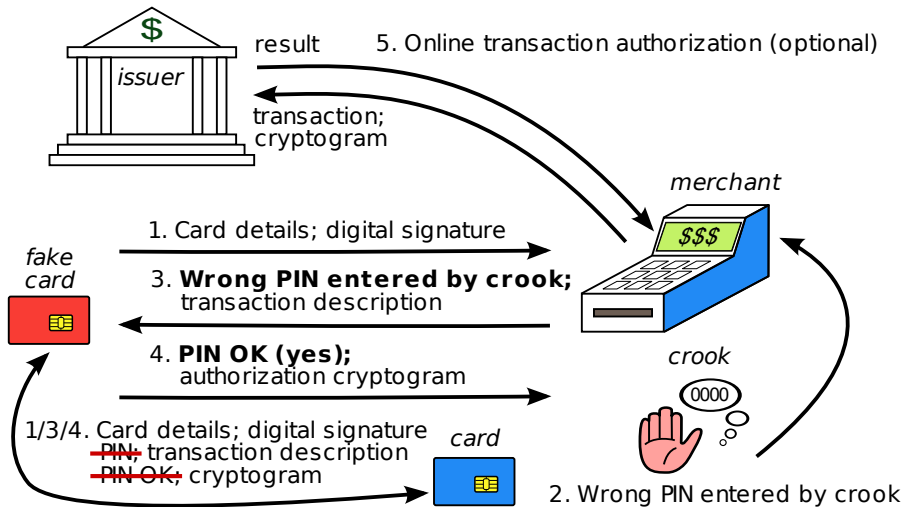 $
issuer
result
5. Online transaction authorization (optional)
transaction;
cryptogram
merchant
$$$
1. Card details; digital signature
fake
card
3. Wrong PIN entered by crook;
transaction description
4. PIN OK (yes);
authorization cryptogram
crook
0000
1/3/4. Card details; digital signature
PIN; transaction description
PIN OK; cryptogram
card
2. Wrong PIN entered by crook